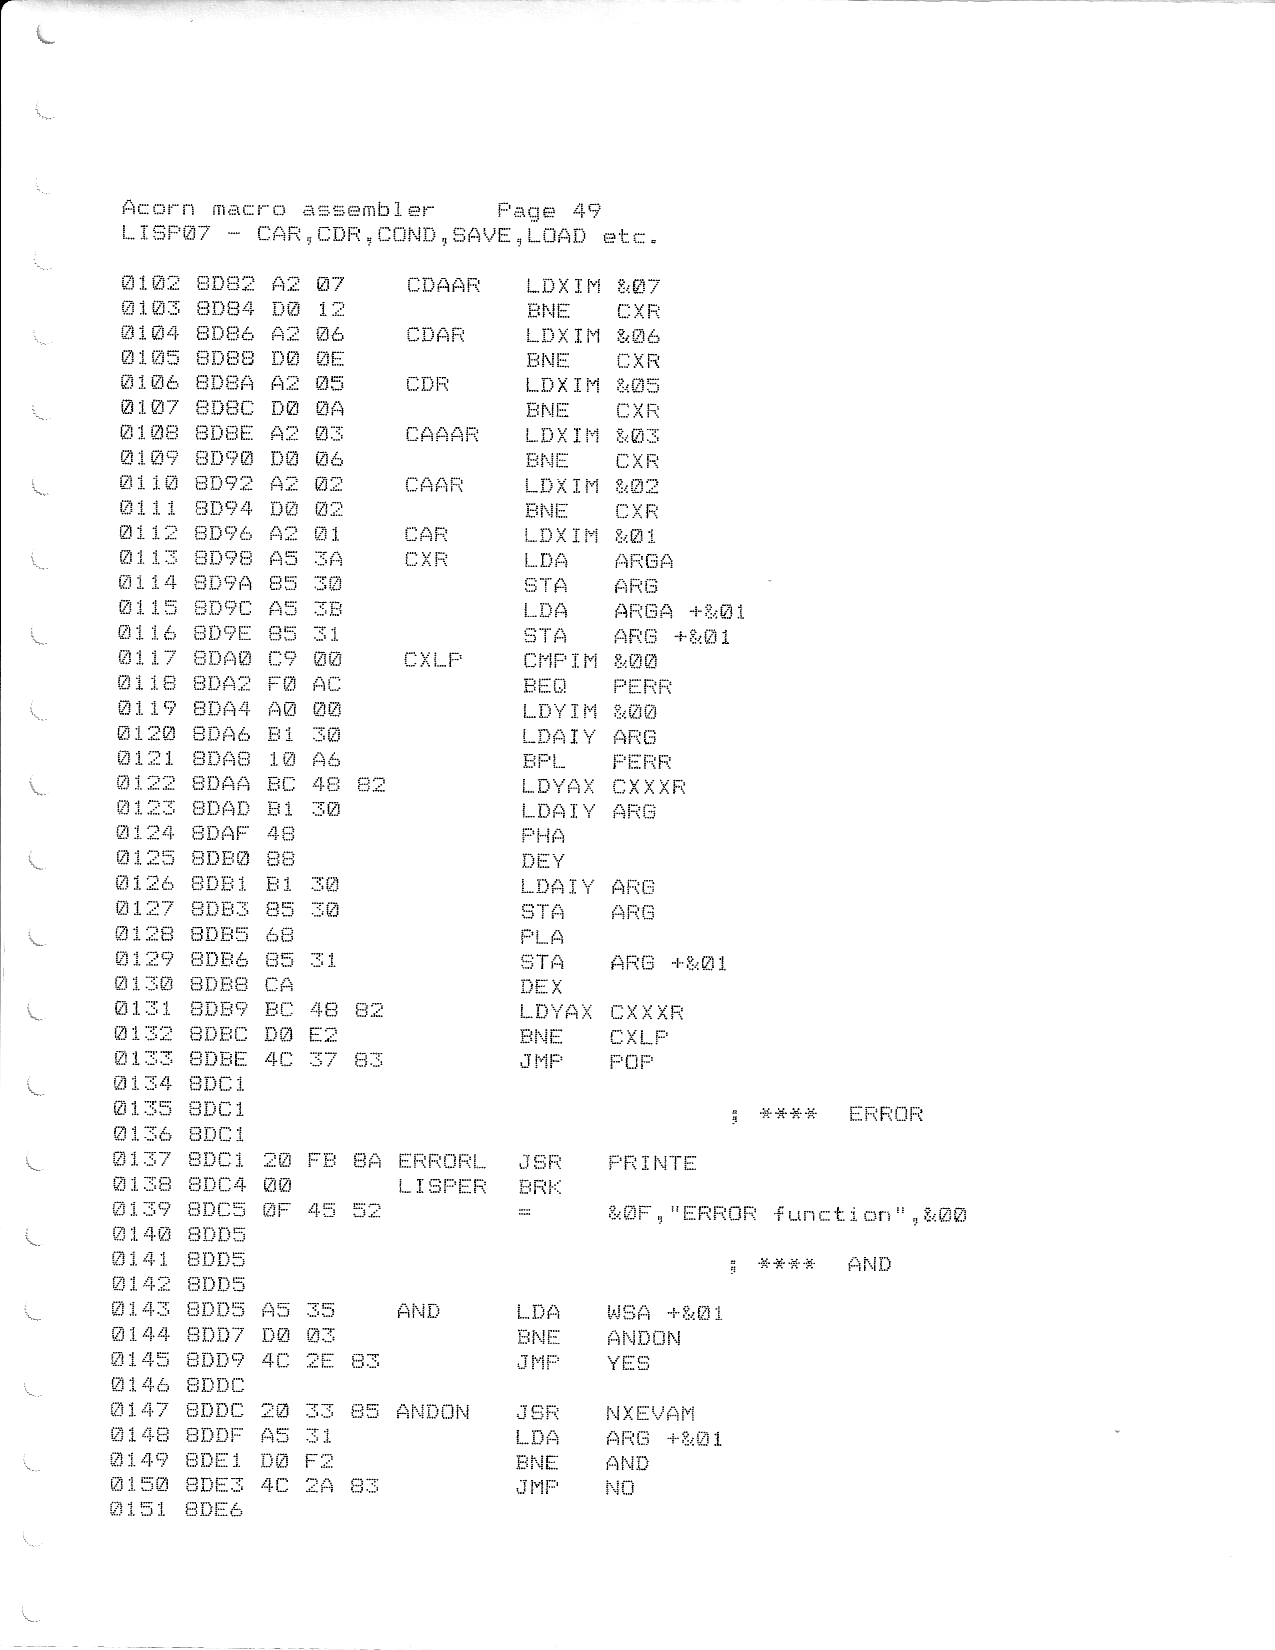 Acorn macro assembler    Page 49
LISP07 - CAR,CDR,COND,SAVE,LOAD etc.
0102 8D82 A2 07    CDAAR   LDXIM &07
0103 8D84 D0 12            BNE   CXR
0104 8D86 A2 06    CDAR    LDXIM &06
0105 8D88 D0 0E            BNE   CXR
0106 8D8A A2 05    CDR     LDXIM &05
0107 8D8C D0 0A            BNE   CXR
0108 8D8E A2 03    CAAAR   LDXIM &03
0109 8D90 D0 06            BNE   CXR
0110 8D92 A2 02    CAAR    LDXIM &02
0111 8D94 D0 02            BNE   CXR
0112 8D96 A2 01    CAR     LDXIM &01
0113 8D98 A5 3A    CXR     LDA   ARGA
0114 8D9A 85 30            STA   ARG
0115 8D9C A5 3B            LDA   ARGA +&01
0116 8D9E 85 31            STA   ARG +&01
0117 8DA0 C9 00    CXLP    CMPIM &00
0118 8DA2 F0 AC            BEQ   PERR
0119 8DA4 A0 00            LDYIM &00
0120 8DA6 B1 30            LDAIY ARG
0121 8DA8 10 A6            BPL   PERR
0122 8DAA BC 48 82         LDYAX CXXXR
0123 8DAD B1 30            LDAIY ARG
0124 8DAF 48               PHA
0125 8DB0 88               DEY
0126 8DB1 B1 30            LDAIY ARG
0127 8DB3 85 30            STA   ARG
0128 8DB5 68               PLA
0129 8DB6 85 31            STA   ARG +&01
0130 8DB8 CA               DEX
0131 8DB9 BC 48 82         LDYAX CXXXR
0132 8DBC D0 E2            BNE   CXLP
0133 8DBE 4C 37 83         JMP   POP
0134 8DC1
0135 8DC1                                ; ****  ERROR
0136 8DC1
0137 8DC1 20 FB 8A ERRORL  JSR   PRINTE
0138 8DC4 00       LISPER  BRK
0139 8DC5 0F 45 52         =     &0F,"ERROR function",&00
0140 8DD5
0141 8DD5                                ; ****  AND
0142 8DD5
0143 8DD5 A5 35    AND     LDA   WSA +&01
0144 8DD7 D0 03            BNE   ANDON
0145 8DD9 4C 2E 83         JMP   YES
0146 8DDC
0147 8DDC 20 33 85 ANDON   JSR   NXEVAM
0148 8DDF A5 31            LDA   ARG +&01
0149 8DE1 D0 F2            BNE   AND
0150 8DE3 4C 2A 83         JMP   NO
0151 8DE6